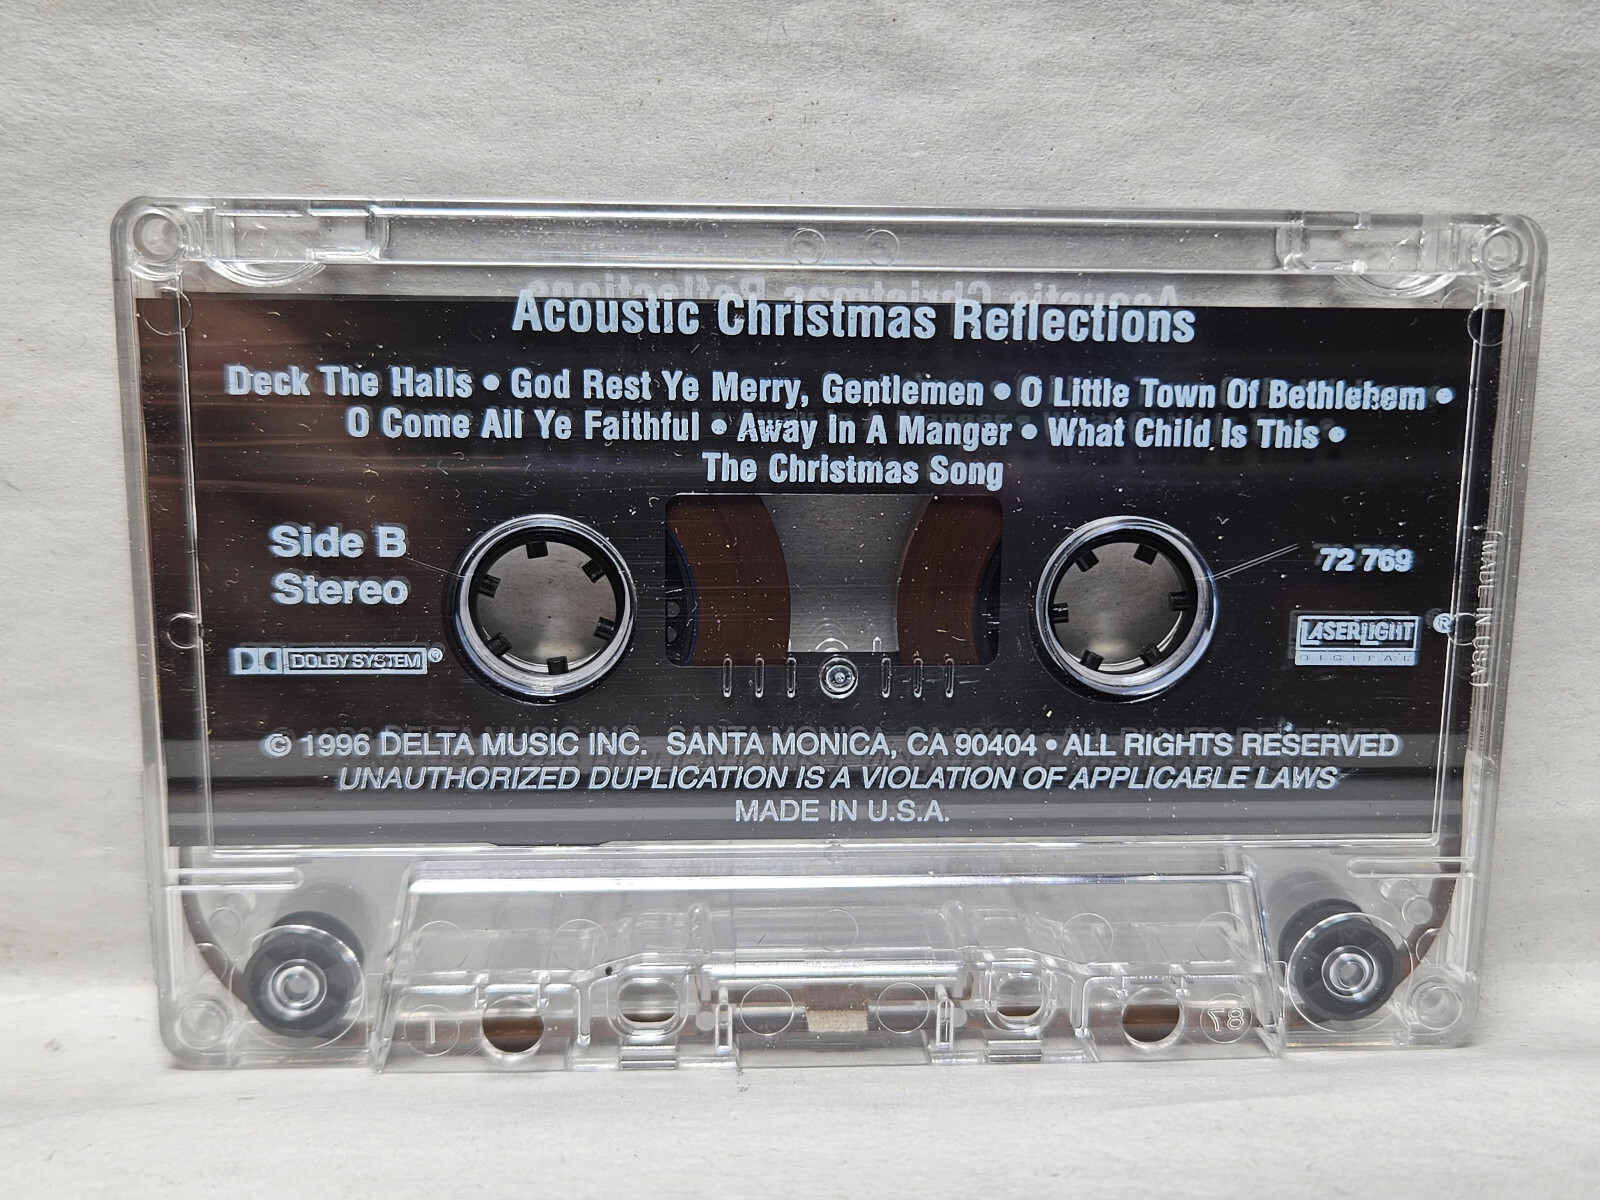 Acoustic Christmas Reflections
Deck The Halls • God Rest Ye Merry, Gentlemen • O Little Town Of Bethlehem •
O Come All Ye Faithful • Away In A Manger • What Child Is This •
The Christmas Song
Side B
Stereo
72 769
DOLBY SYSTEM®
LASERLIGHT ®
DIGITAL
© 1996 DELTA MUSIC INC. SANTA MONICA, CA 90404 • ALL RIGHTS RESERVED
UNAUTHORIZED DUPLICATION IS A VIOLATION OF APPLICABLE LAWS
MADE IN U.S.A.
(MADE IN USA)